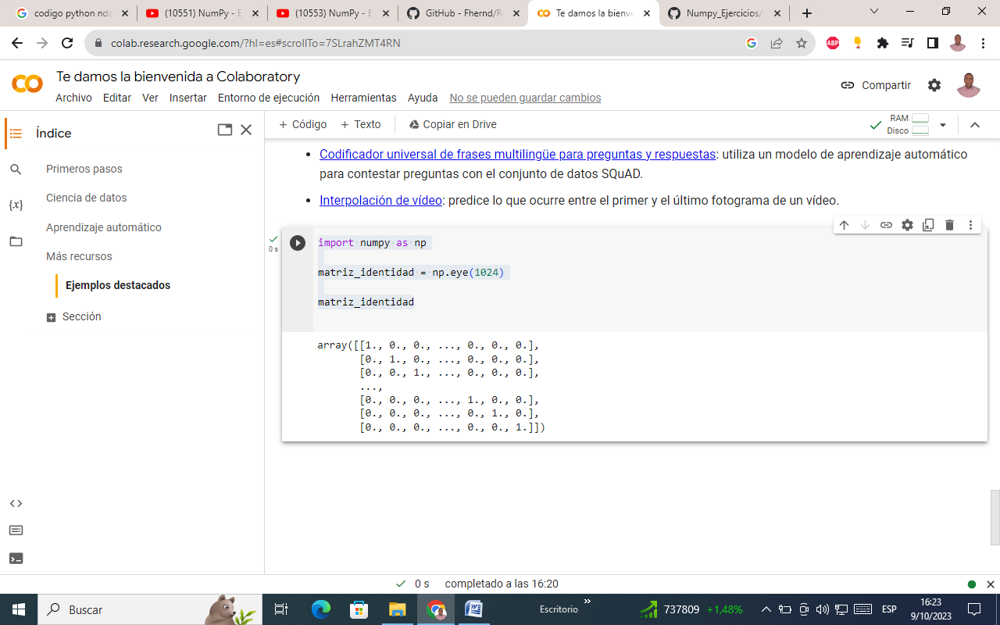 codigo python nda
(10551) NumPy - E
(10553) NumPy - E
GitHub - Fhernd/R
Te damos la bienve
Numpy_Ejercicios/
colab.research.google.com/?hl=es#scrollTo=7SLrahZMT4RN
ABP
Te damos la bienvenida a Colaboratory
Archivo Editar Ver Insertar Entorno de ejecución Herramientas Ayuda No se pueden guardar cambios
Compartir
Índice
+ Código + Texto Copiar en Drive
RAM
Disco
Primeros pasos
Ciencia de datos
Aprendizaje automático
Más recursos
Ejemplos destacados
Sección
{x}
• Codificador universal de frases multilingüe para preguntas y respuestas: utiliza un modelo de aprendizaje automático
para contestar preguntas con el conjunto de datos SQuAD.
• Interpolación de vídeo: predice lo que ocurre entre el primer y el último fotograma de un vídeo.
0 s
import numpy as np
matriz_identidad = np.eye(1024)
matriz_identidad
array([[1., 0., 0., ..., 0., 0., 0.],
[0., 1., 0., ..., 0., 0., 0.],
[0., 0., 1., ..., 0., 0., 0.],
...,
[0., 0., 0., ..., 1., 0., 0.],
[0., 0., 0., ..., 0., 1., 0.],
[0., 0., 0., ..., 0., 0., 1.]])
0 s completado a las 16:20
Buscar
Escritorio
737809 +1,48%
ESP
16:23
9/10/2023